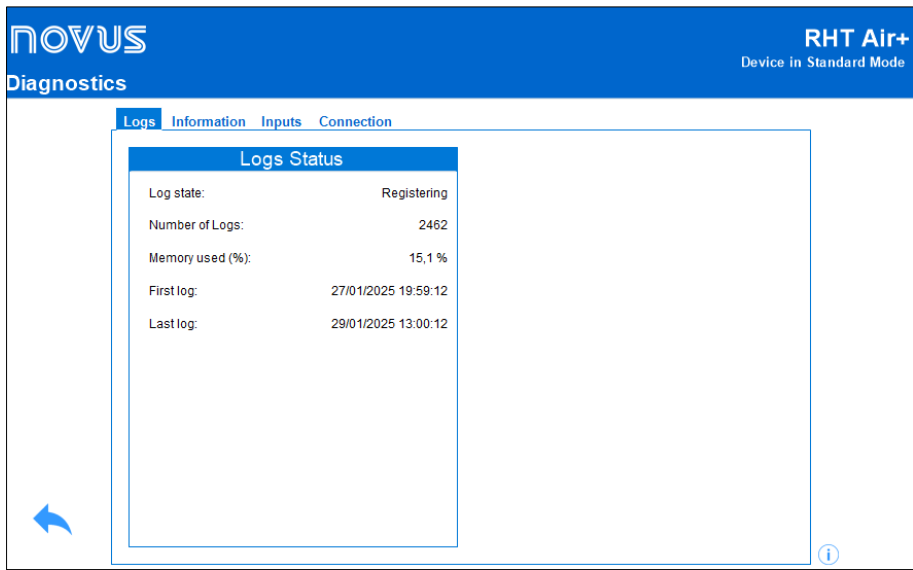 NOVUS
RHT Air+
Device in Standard Mode
Diagnostics
Logs Information Inputs Connection
Logs Status
Log state: Registering
Number of Logs: 2462
Memory used (%): 15,1 %
First log: 27/01/2025 19:59:12
Last log: 29/01/2025 13:00:12
i